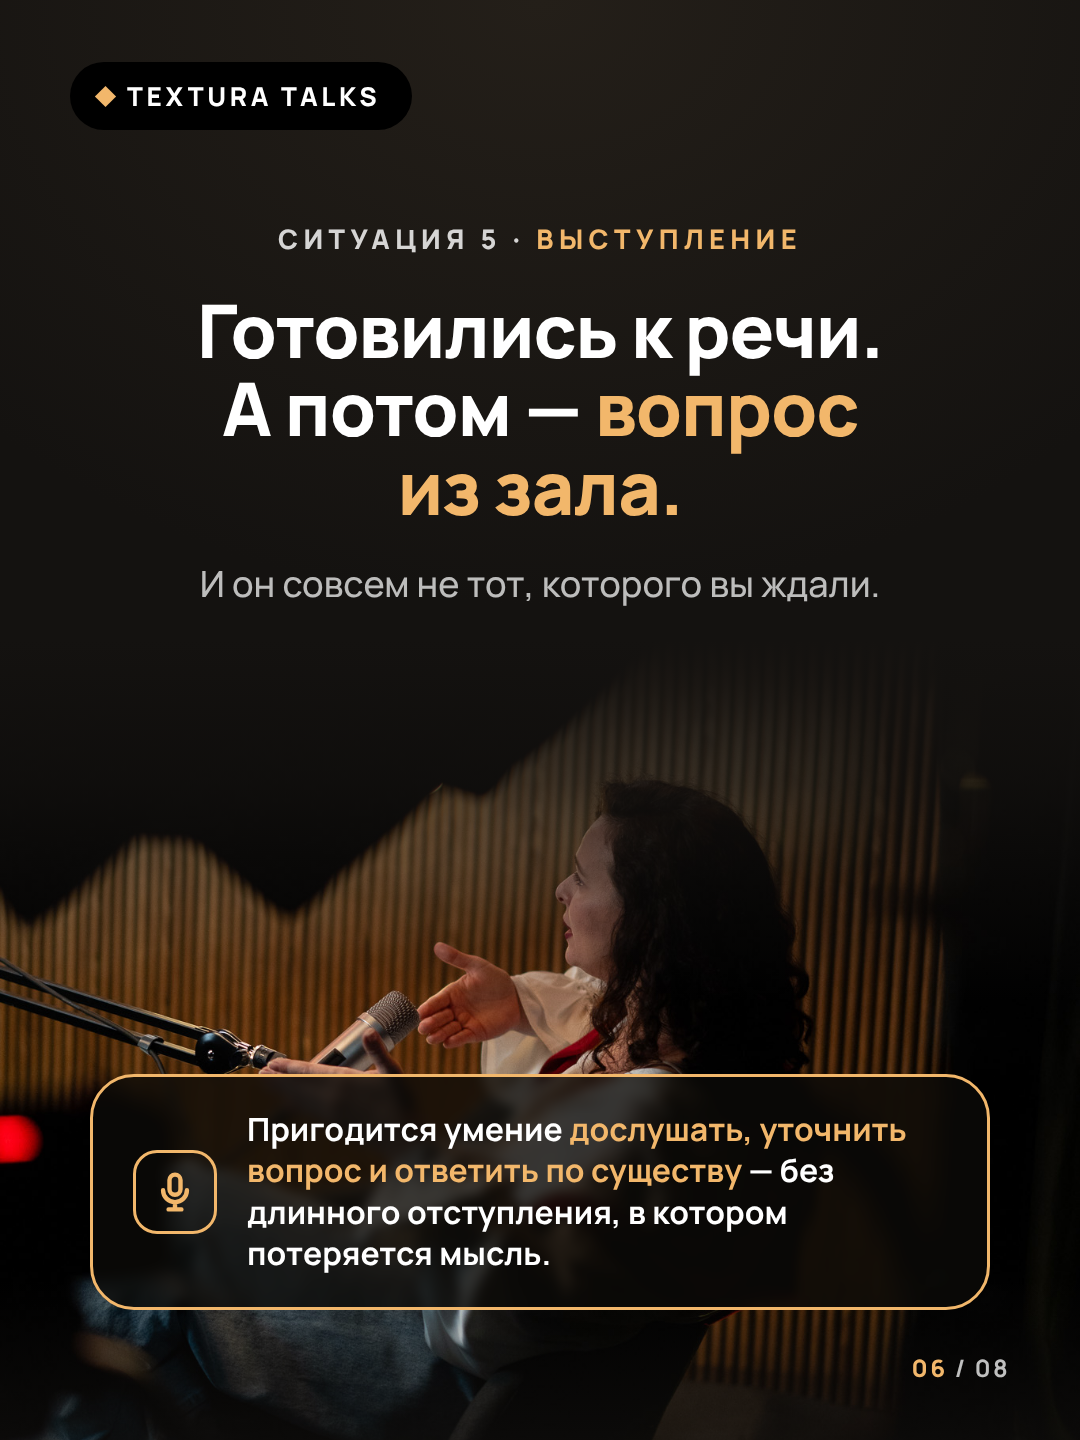 TEXTURA TALKS
СИТУАЦИЯ 5 · ВЫСТУПЛЕНИЕ
Готовились к речи.
А потом — вопрос
из зала.
И он совсем не тот, которого вы ждали.
Пригодится умение дослушать, уточнить
вопрос и ответить по существу — без
длинного отступления, в котором
потеряется мысль.
06 / 08